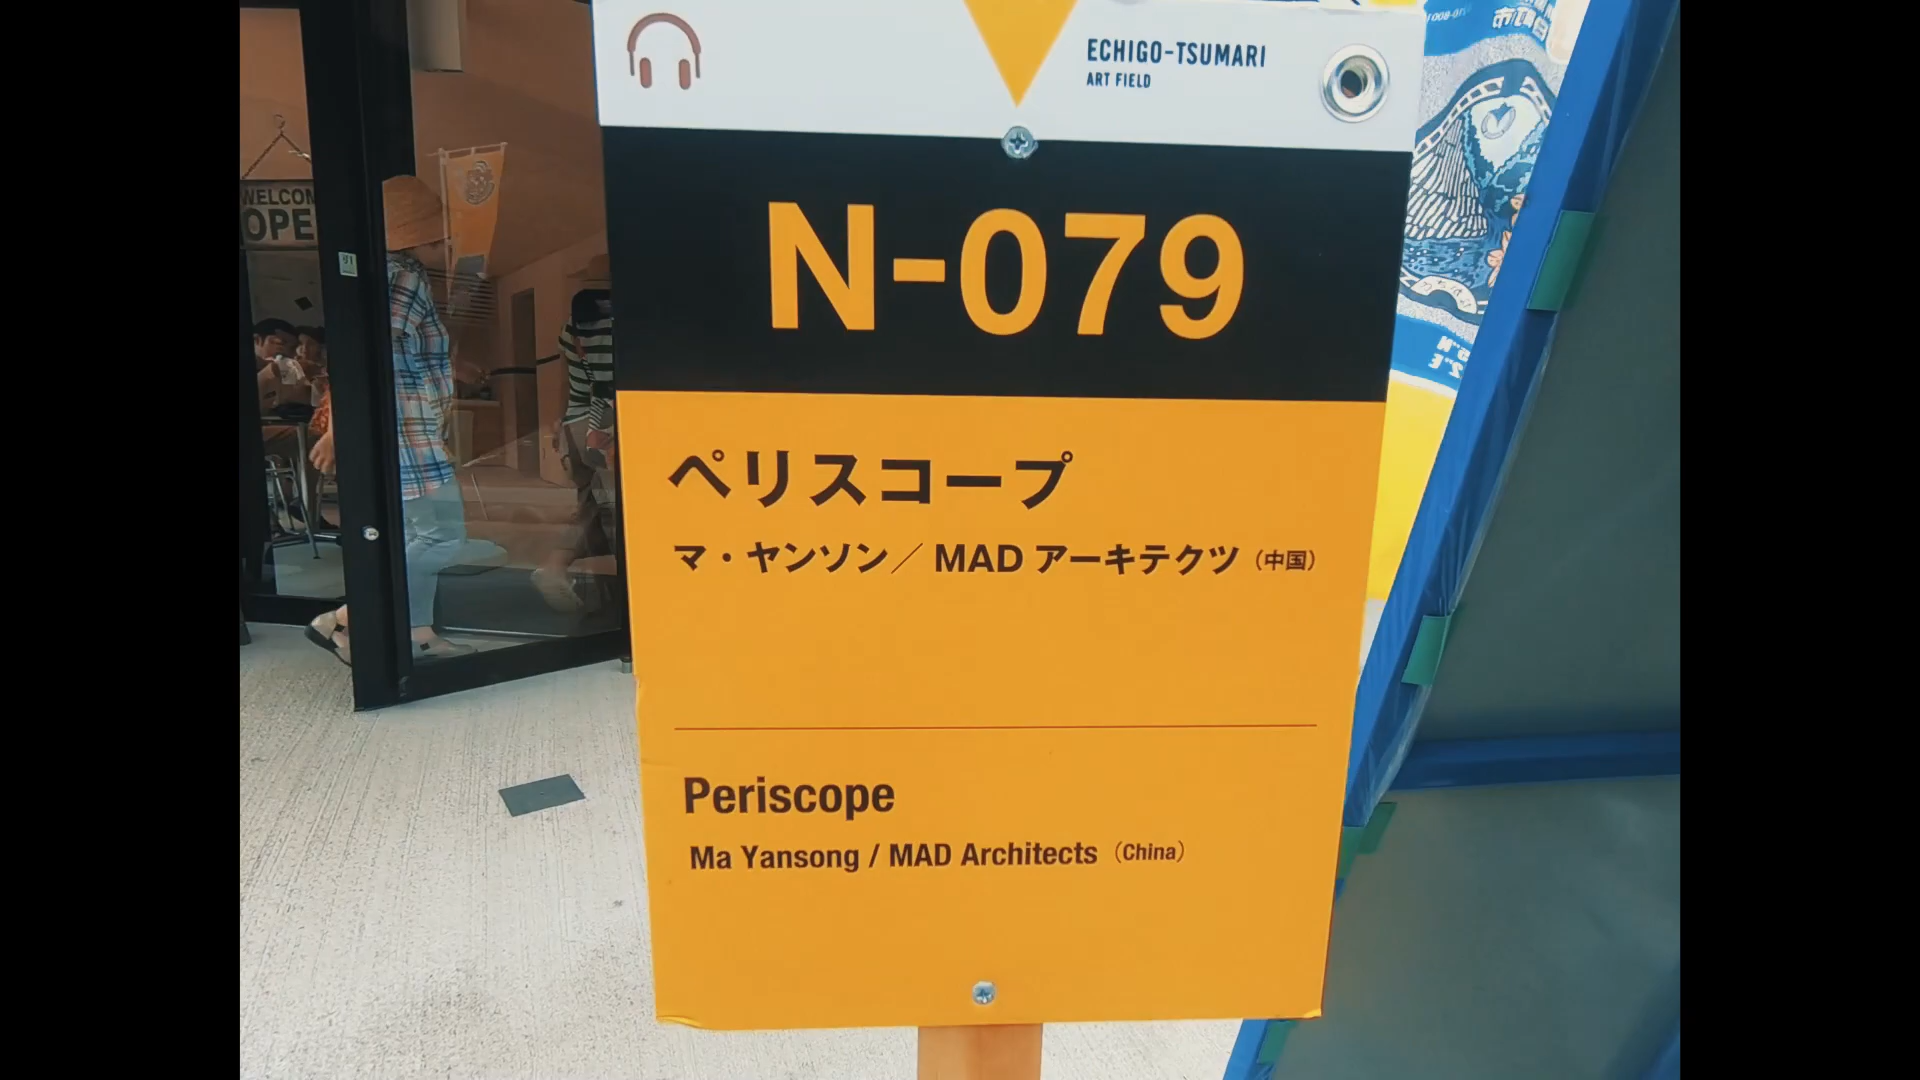 ECHIGO-TSUMARI
ART FIELD
N-079
ペリスコープ
マ・ヤンソン／MAD アーキテクツ（中国）
Periscope
Ma Yansong / MAD Architects（China）
WELCOM
OPE